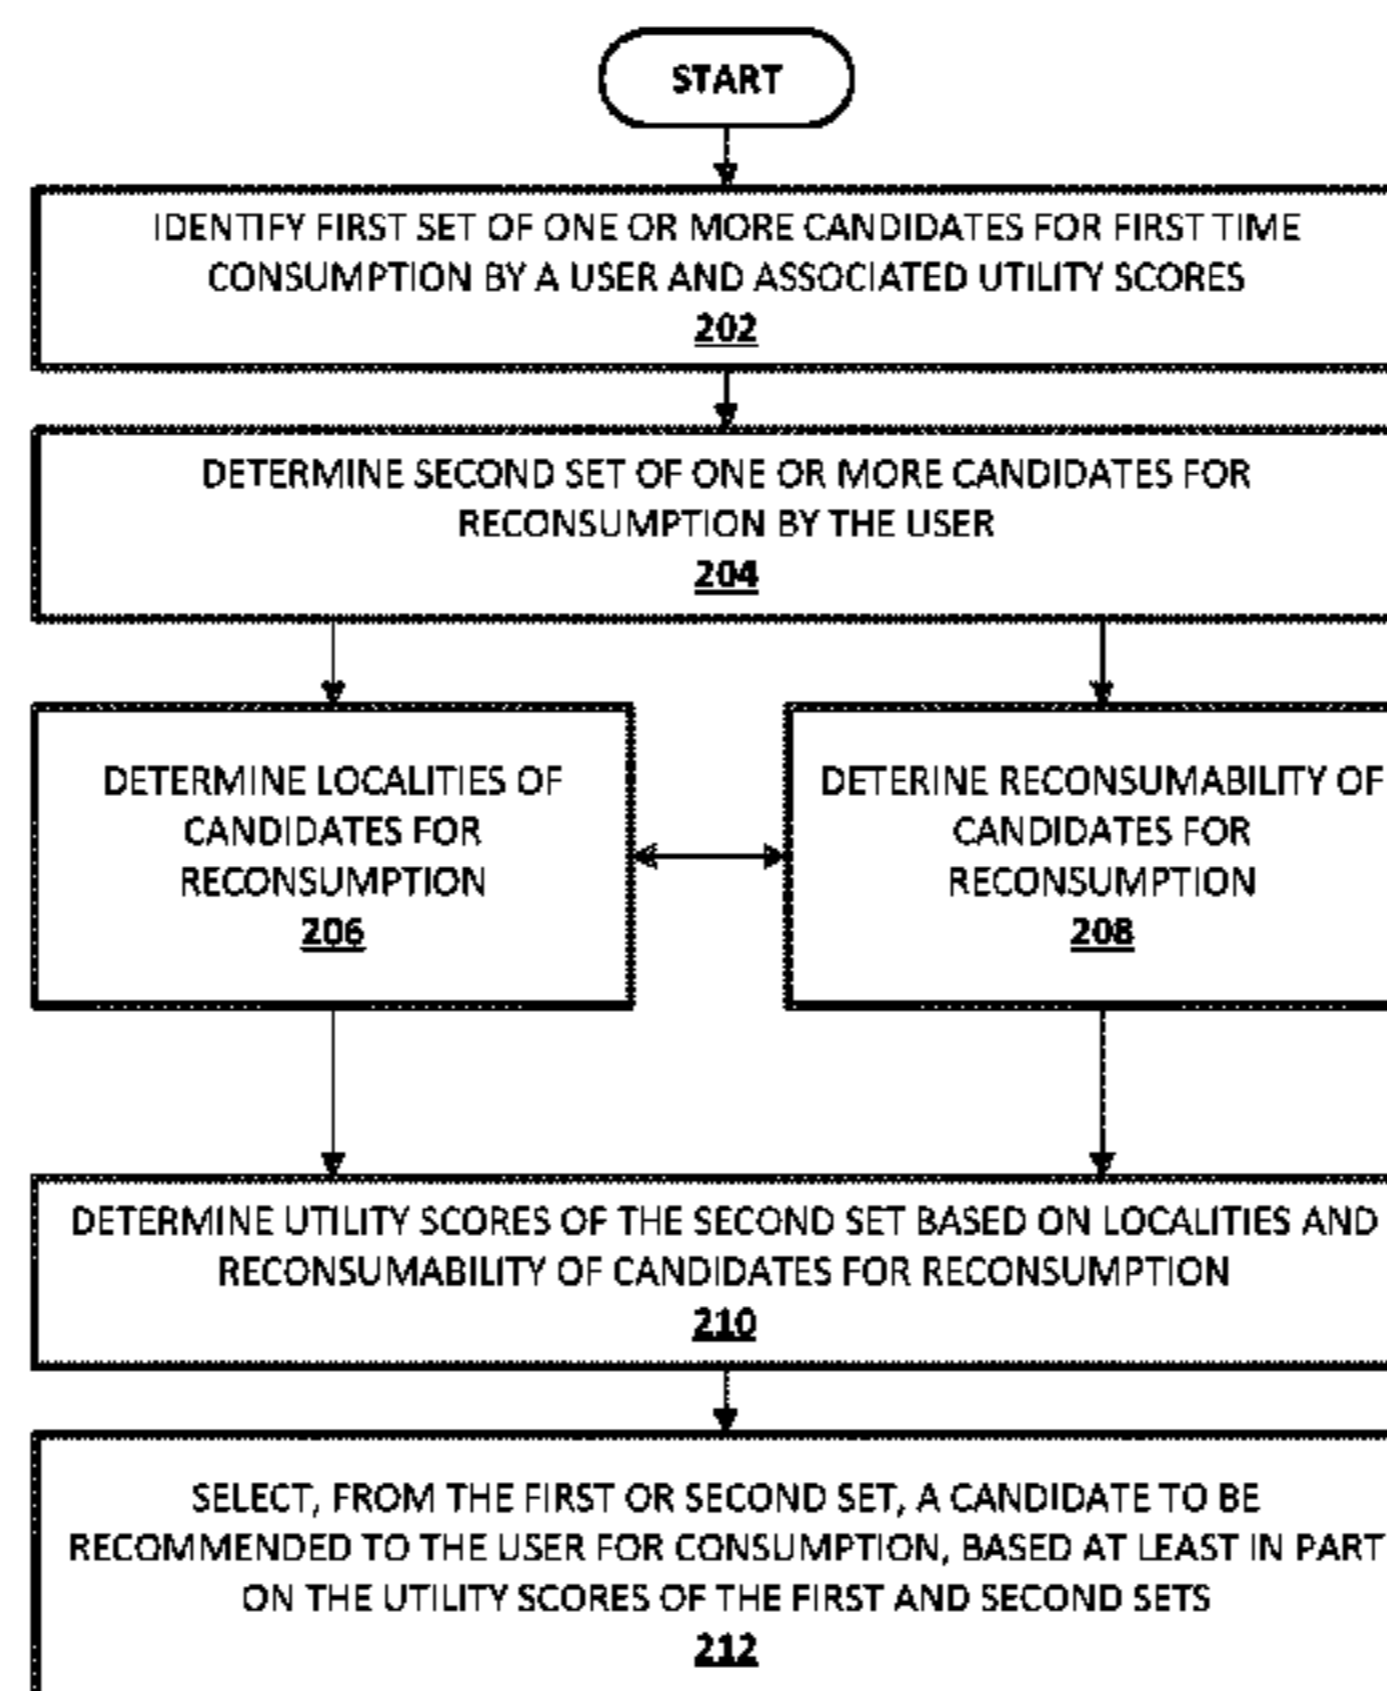 START
IDENTIFY FIRST SET OF ONE OR MORE CANDIDATES FOR FIRST TIME
CONSUMPTION BY A USER AND ASSOCIATED UTILITY SCORES
202
DETERMINE SECOND SET OF ONE OR MORE CANDIDATES FOR
RECONSUMPTION BY THE USER
204
DETERMINE LOCALITIES OF
CANDIDATES FOR
RECONSUMPTION
206
DETERINE RECONSUMABILITY OF
CANDIDATES FOR
RECONSUMPTION
208
DETERMINE UTILITY SCORES OF THE SECOND SET BASED ON LOCALITIES AND
RECONSUMABILITY OF CANDIDATES FOR RECONSUMPTION
210
SELECT, FROM THE FIRST OR SECOND SET, A CANDIDATE TO BE
RECOMMENDED TO THE USER FOR CONSUMPTION, BASED AT LEAST IN PART
ON THE UTILITY SCORES OF THE FIRST AND SECOND SETS
212